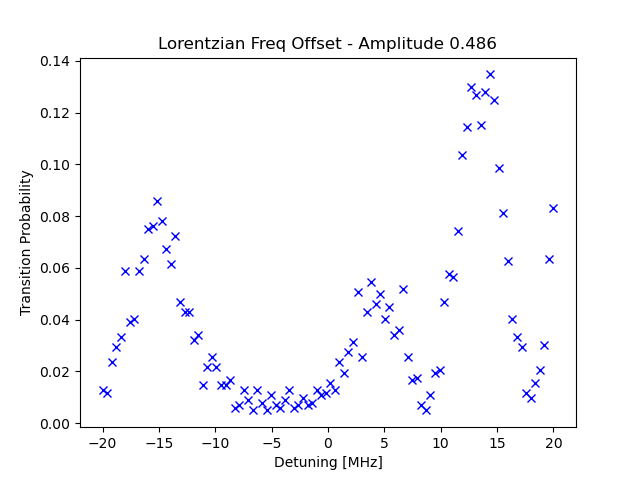 Lorentzian Freq Offset - Amplitude 0.486
Transition Probability
0.14
0.12
0.10
0.08
0.06
0.04
0.02
0.00
−20 −15 −10 −5 0 5 10 15 20
Detuning [MHz]